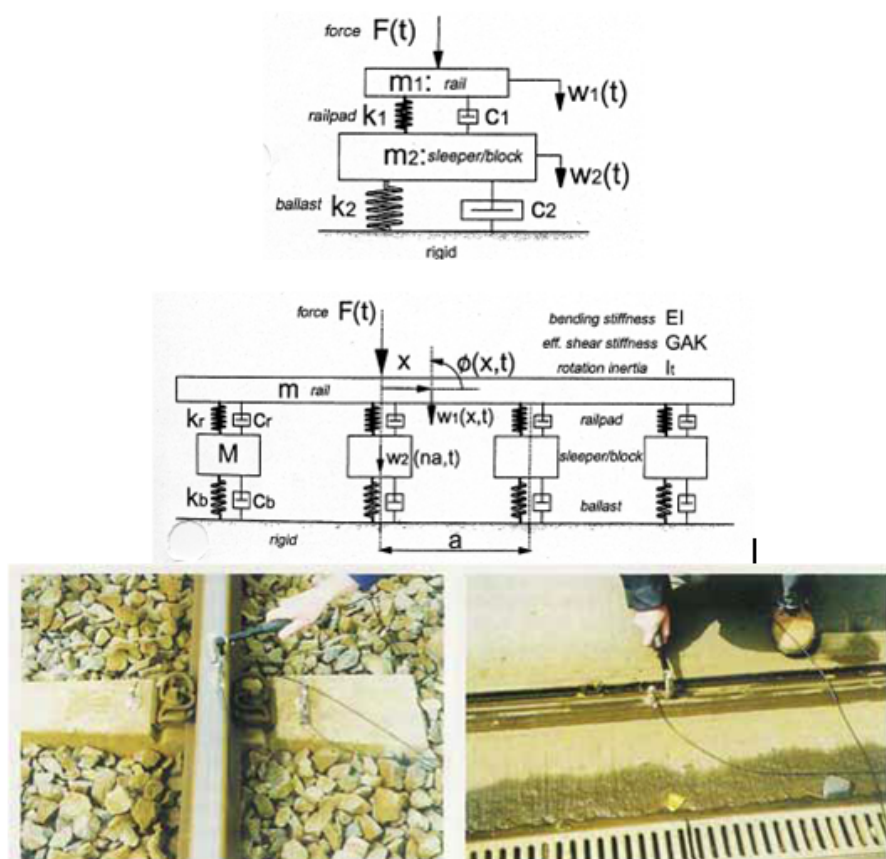 force F(t)
m1: rail
w1(t)
railpad k1 c1
m2: sleeper/block
w2(t)
ballast k2 c2
rigid
force F(t)
bending stiffness EI
eff. shear stiffness GAK
rotation inertia It
x ϕ(x,t)
m rail
kr cr w1(x,t) railpad
M w2(na,t) sleeper/block
kb cb ballast
rigid a